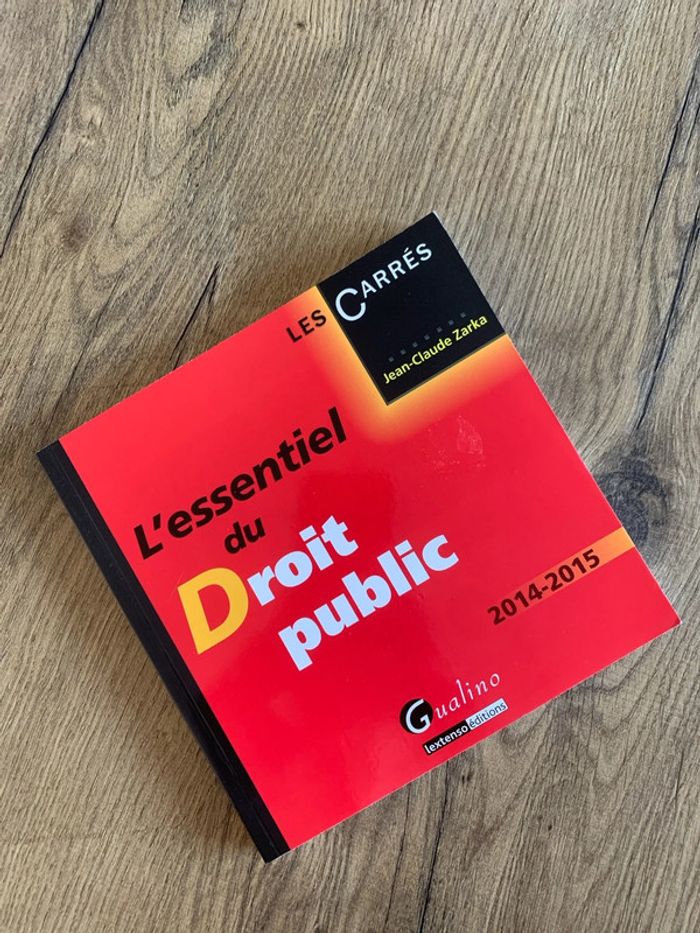 LES CARRÉS
Jean-Claude Zarka
L'essentiel
du
Droit
public
2014-2015
Gualino
lextenso éditions